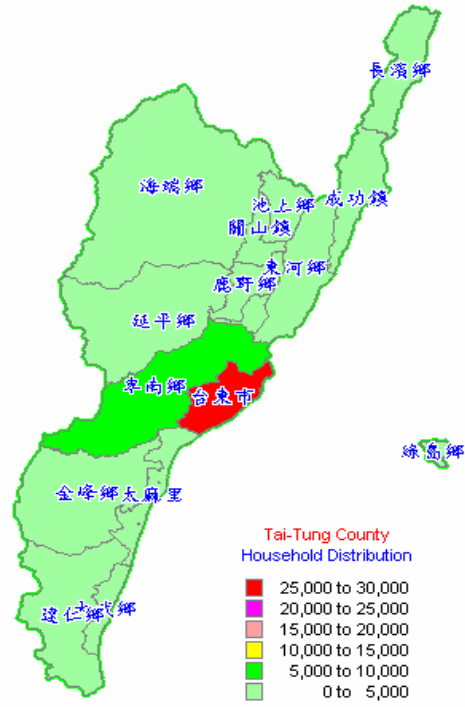 長濱鄉
海端鄉
池上鄉
成功鎮
關山鎮
東河鄉
鹿野鄉
延平鄉
卑南鄉
台東市
綠島鄉
金峰鄉
太麻里
達仁鄉
大武鄉
Tai-Tung County
Household Distribution
25,000 to 30,000
20,000 to 25,000
15,000 to 20,000
10,000 to 15,000
5,000 to 10,000
0 to 5,000